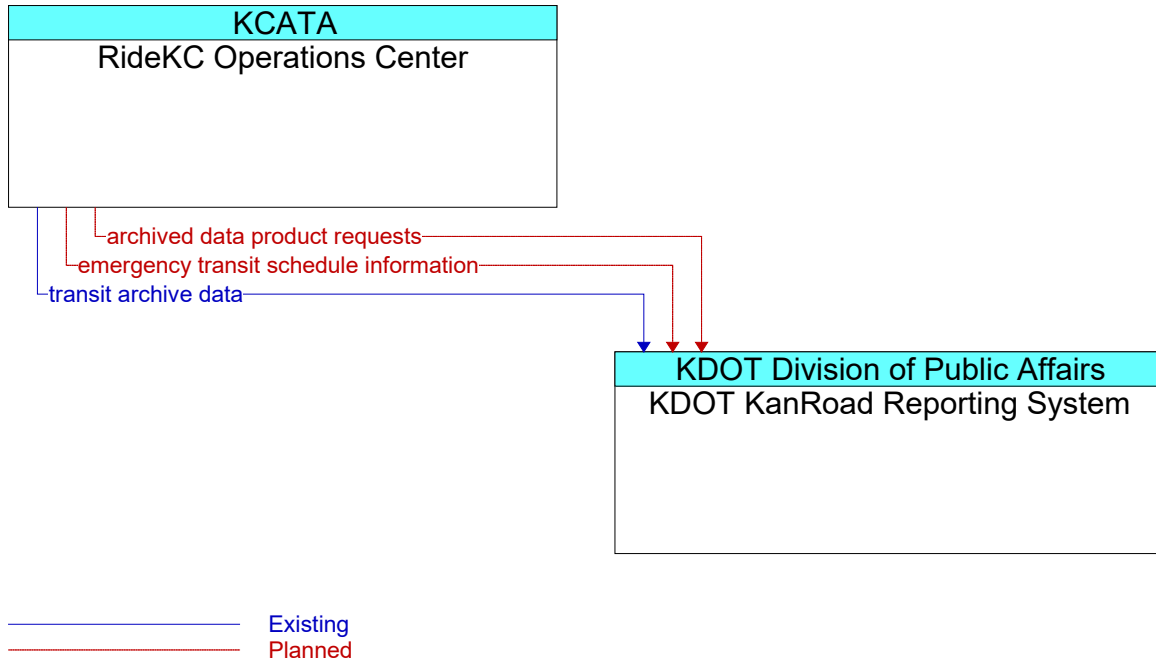 KCATA
RideKC Operations Center
archived data product requests
emergency transit schedule information
transit archive data
KDOT Division of Public Affairs
KDOT KanRoad Reporting System
Existing
Planned